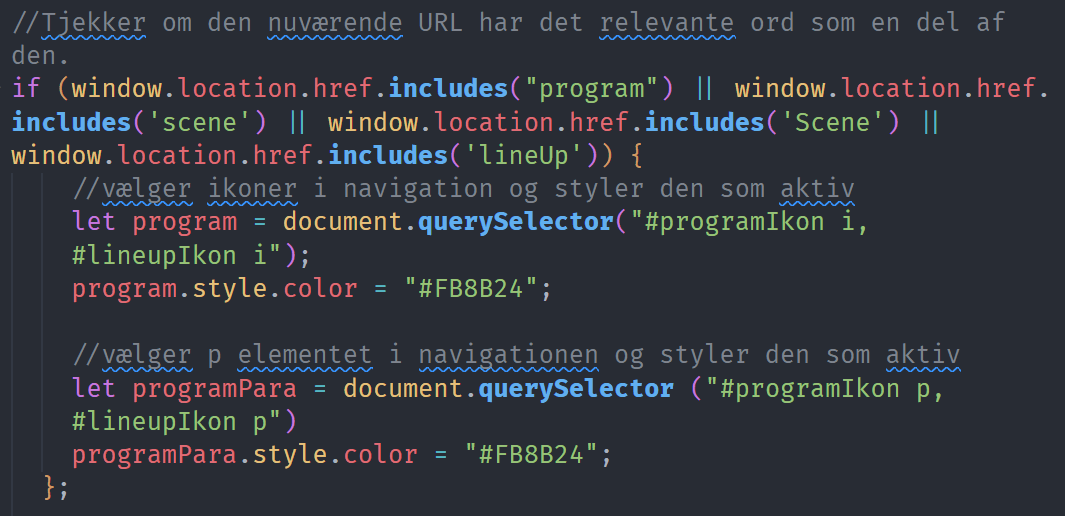 //Tjekker om den nuværende URL har det relevante ord som en del af
den.
if (window.location.href.includes("program") || window.location.href.
includes('scene') || window.location.href.includes('Scene') ||
window.location.href.includes('lineUp')) {
//vælger ikoner i navigation og styler den som aktiv
let program = document.querySelector("#programIkon i,
#lineupIkon i");
program.style.color = "#FB8B24";
//vælger p elementet i navigationen og styler den som aktiv
let programPara = document.querySelector ("#programIkon p,
#lineupIkon p")
programPara.style.color = "#FB8B24";
};